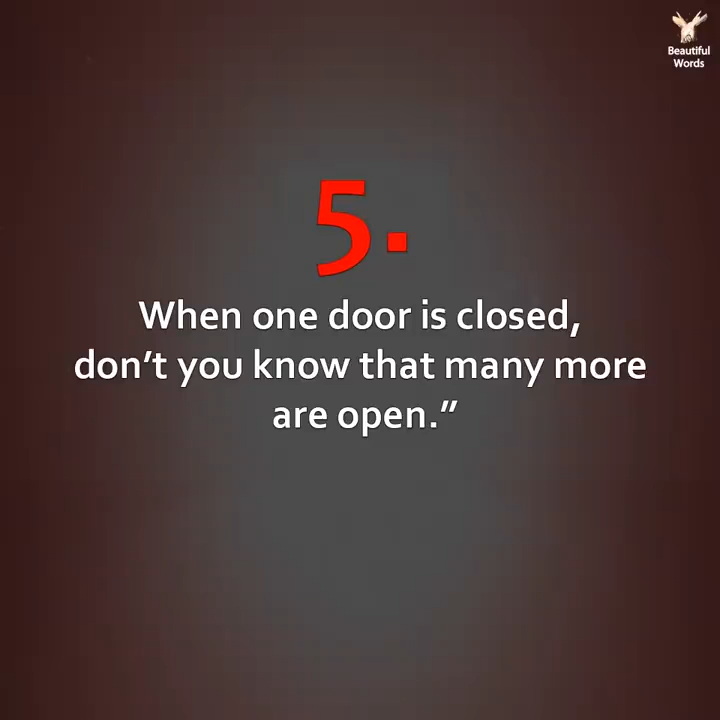 Beautiful
Words
5.
When one door is closed,
don’t you know that many more
are open.”